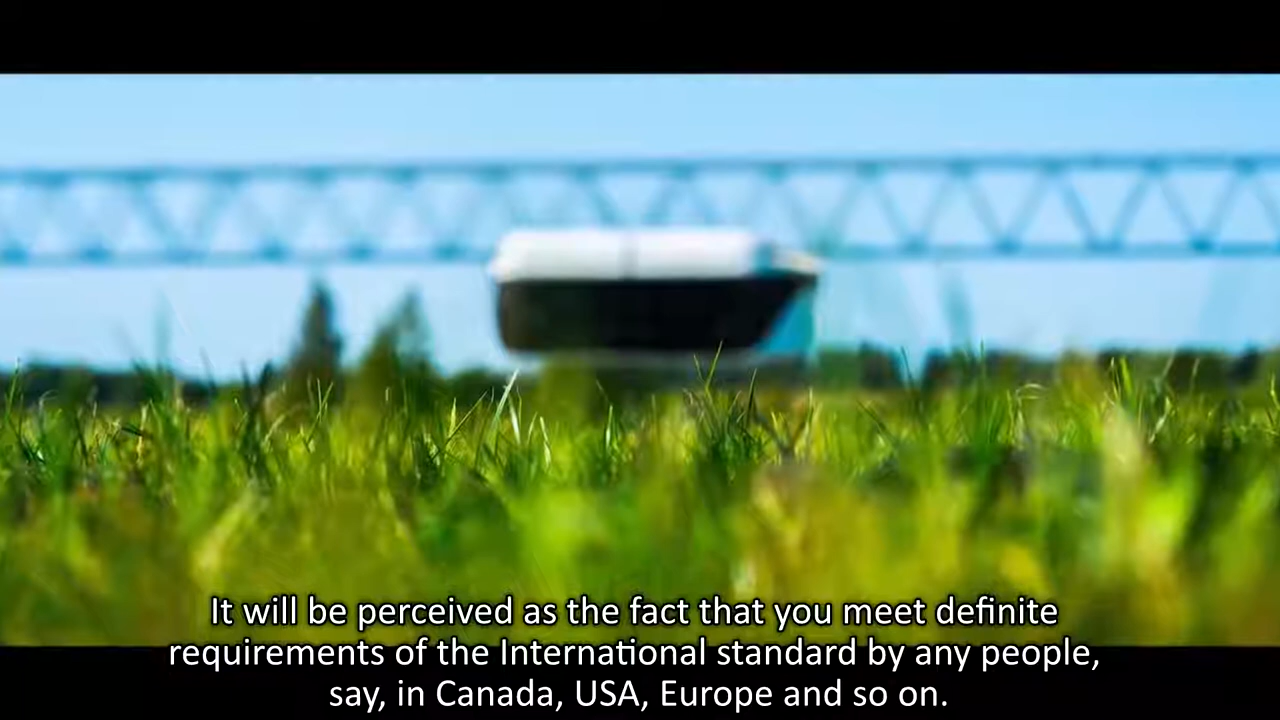 It will be perceived as the fact that you meet definite
requirements of the International standard by any people,
say, in Canada, USA, Europe and so on.